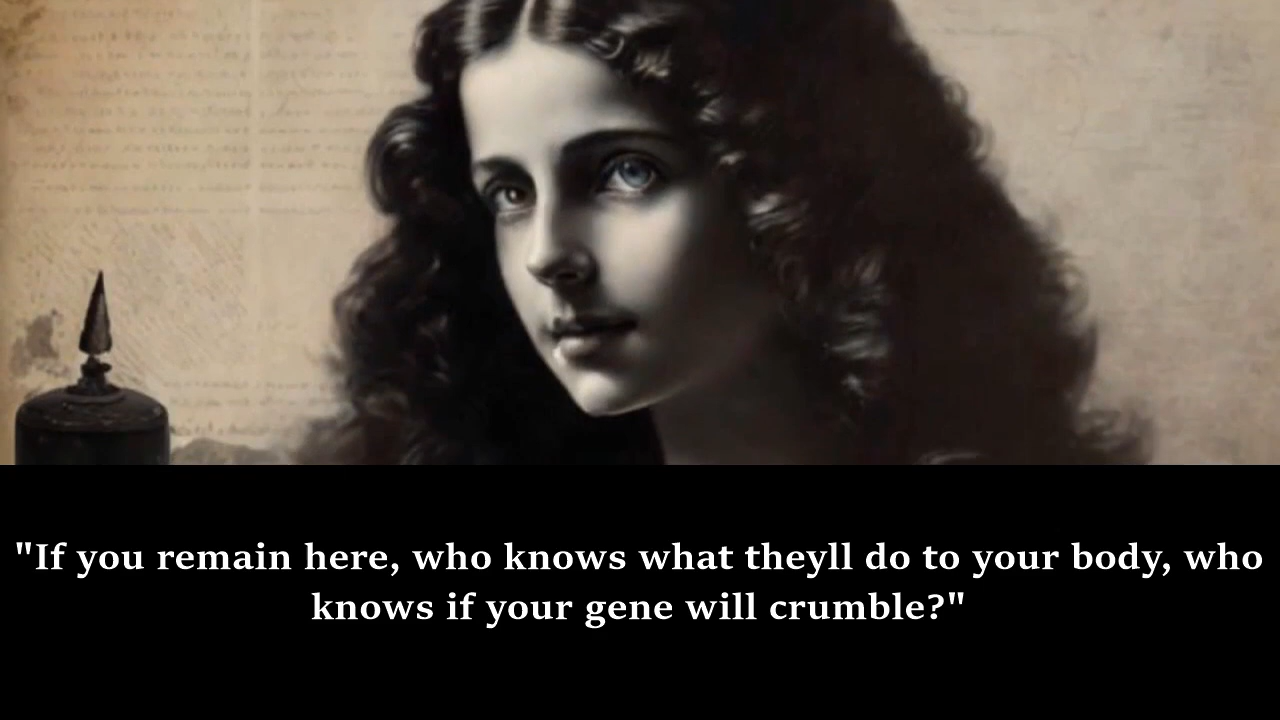 "If you remain here, who knows what theyll do to your body, who
knows if your gene will crumble?"